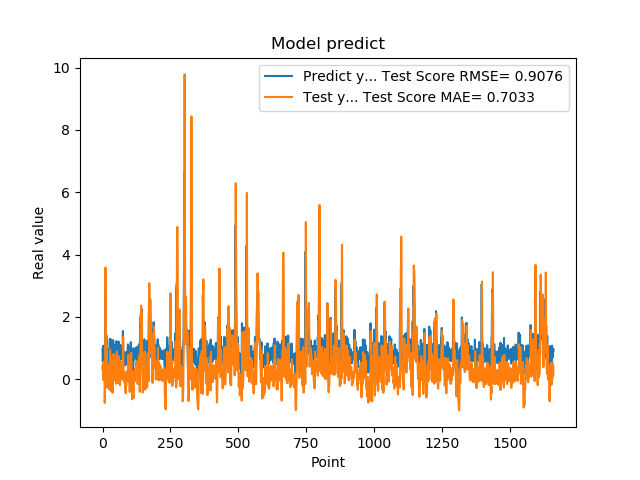 Model predict
Predict y... Test Score RMSE= 0.9076
Test y... Test Score MAE= 0.7033
10
8
6
4
2
0
Real value
0 250 500 750 1000 1250 1500
Point